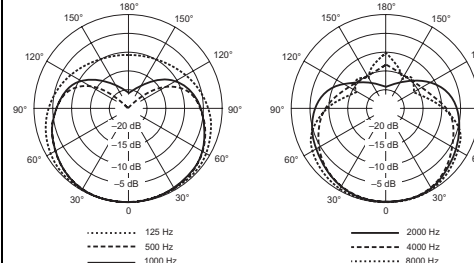 180°
150° 150°
120° 120°
90° 90°
60° 60°
30° 30°
0
–20 dB
–15 dB
–10 dB
–5 dB
125 Hz
500 Hz
1000 Hz
180°
150° 150°
120°
90°
60°
30° 30°
0
–20 dB
–15 dB
–10 dB
–5 dB
2000 Hz
4000 Hz
8000 Hz